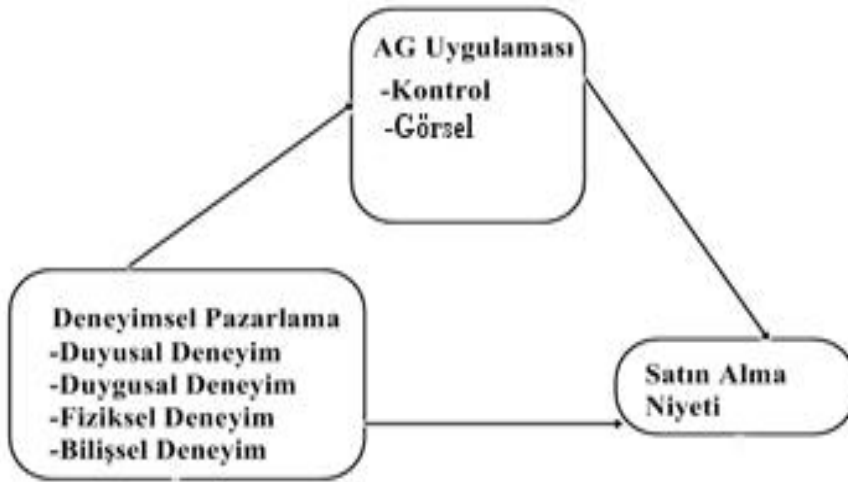 AG Uygulaması
-Kontrol
-Görsel
Deneyimsel Pazarlama
-Duyusal Deneyim
-Duygusal Deneyim
-Fiziksel Deneyim
-Bilişsel Deneyim
Satın Alma
Niyeti